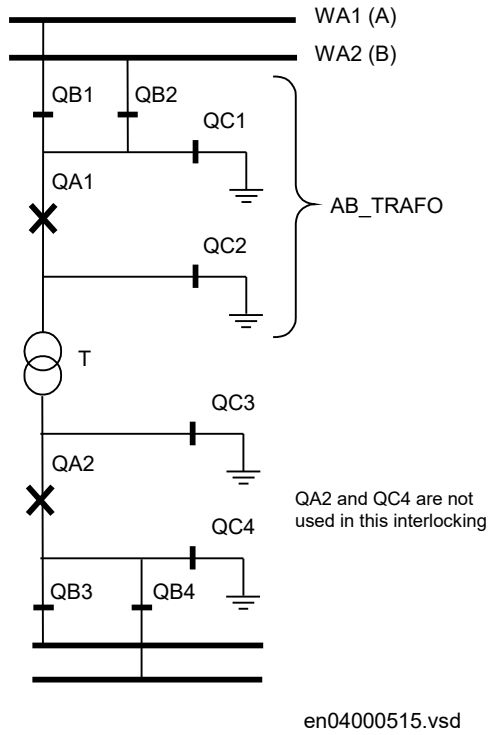 WA1 (A)
WA2 (B)
QB1
QB2
QC1
QA1
AB_TRAFO
QC2
T
QC3
QA2
QA2 and QC4 are not
used in this interlocking
QC4
QB3
QB4
en04000515.vsd